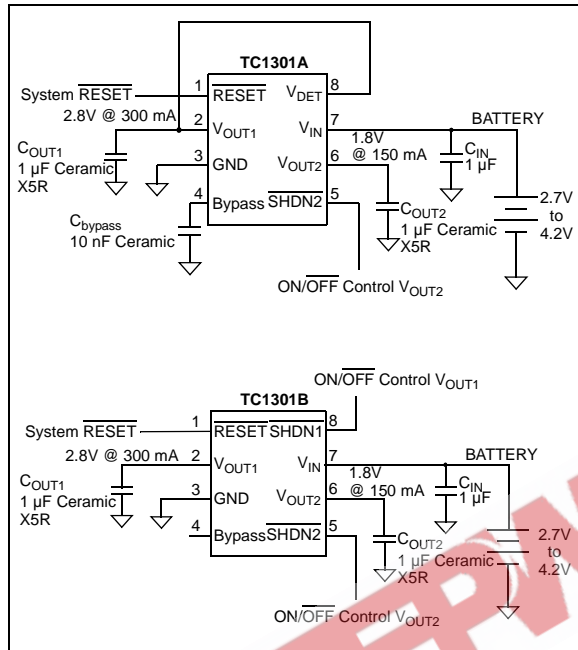 TC1301A
System RESET
1
RESET
VDET
8
2.8V @ 300 mA
2
VOUT1
VIN
7
BATTERY
COUT1
1 µF Ceramic
X5R
1.8V
@ 150 mA
CIN
1 µF
3
GND
VOUT2
6
4
Bypass
SHDN2
5
Cbypass
10 nF Ceramic
COUT2
1 µF Ceramic
X5R
2.7V
to
4.2V
ON/OFF Control VOUT2
ON/OFF Control VOUT1
TC1301B
System RESET
1
RESET
SHDN1
8
2.8V @ 300 mA
2
VOUT1
VIN
7
BATTERY
COUT1
1 µF Ceramic
X5R
1.8V
@ 150 mA
CIN
1 µF
3
GND
VOUT2
6
4
Bypass
SHDN2
5
COUT2
1 µF Ceramic
X5R
2.7V
to
4.2V
ON/OFF Control VOUT2